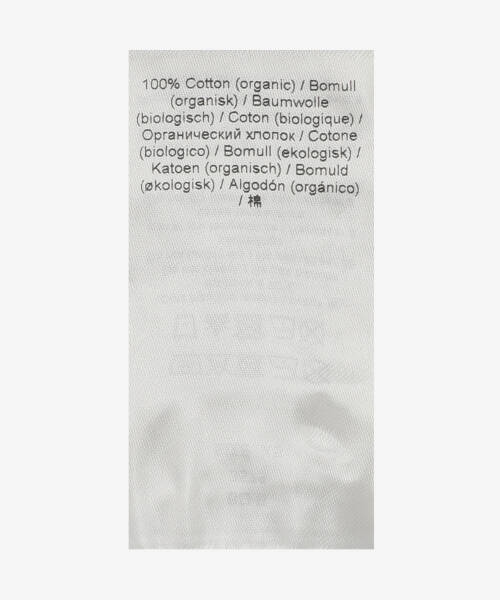 100% Cotton (organic) / Bomull
(organisk) / Baumwolle
(biologisch) / Coton (biologique) /
Органический хлопок / Cotone
(biologico) / Bomull (ekologisk) /
Katoen (organisch) / Bomuld
(økologisk) / Algodón (orgánico)
/ 棉